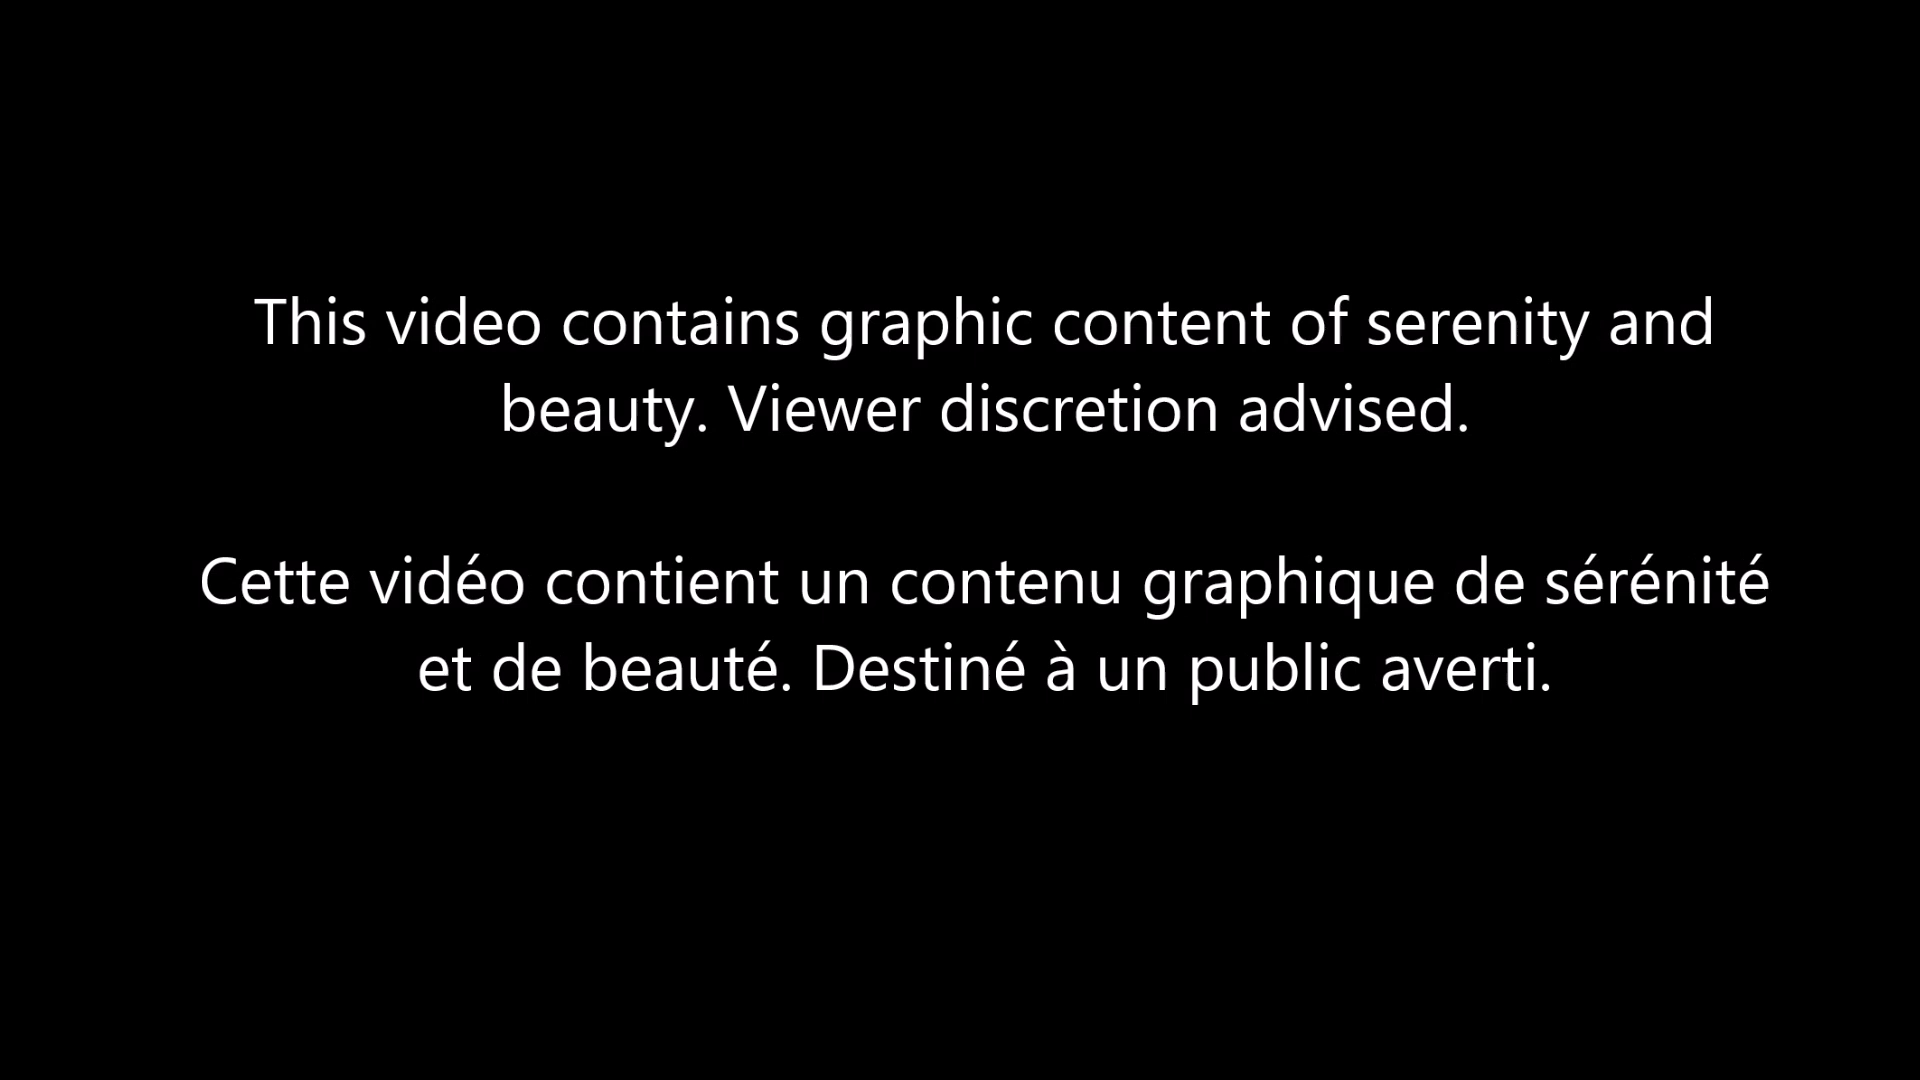 This video contains graphic content of serenity and
beauty. Viewer discretion advised.
Cette vidéo contient un contenu graphique de sérénité
et de beauté. Destiné à un public averti.